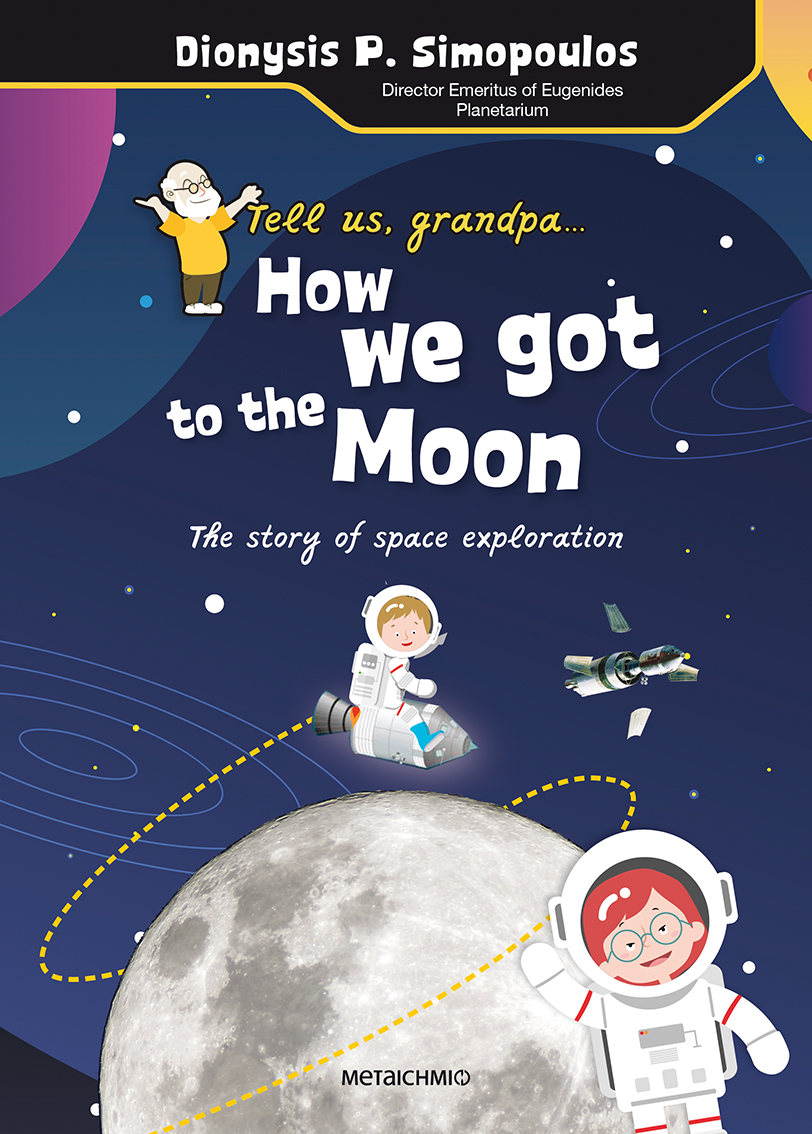 Dionysis P. Simopoulos
Director Emeritus of Eugenides
Planetarium
Tell us, grandpa...
How
we got
to the
Moon
The story of space exploration
METAICHMIO